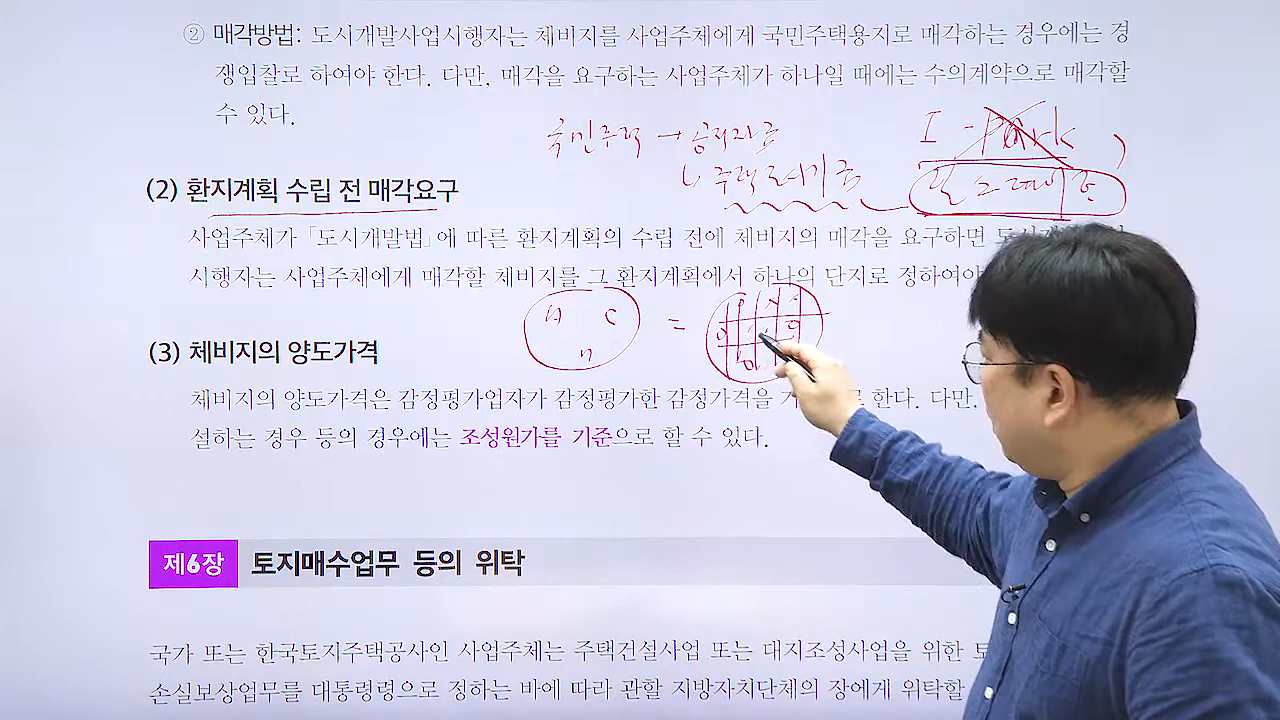 ② 매각방법: 도시개발사업시행자는 체비지를 사업주체에게 국민주택용지로 매각하는 경우에는 경
쟁입찰로 하여야 한다. 다만, 매각을 요구하는 사업주체가 하나일 때에는 수의계약으로 매각할
수 있다.
국민주택 →
I - Park
(2) 환지계획 수립 전 매각요구
사업주체가 「도시개발법」에 따른 환지계획의 수립 전에 체비지의 매각을 요구하면
시행자는 사업주체에게 매각할 체비지를 그 환지계획에서 하나의 단지로 정하여야
=
(3) 체비지의 양도가격
체비지의 양도가격은 감정평가업자가 감정평가한 감정가격을 한다. 다만,
설하는 경우 등의 경우에는 조성원가를 기준으로 할 수 있다.
제6장 토지매수업무 등의 위탁
국가 또는 한국토지주택공사인 사업주체는 주택건설사업 또는 대지조성사업을 위한
손실보상업무를 대통령령으로 정하는 바에 따라 관할 지방자치단체의 장에게 위탁할